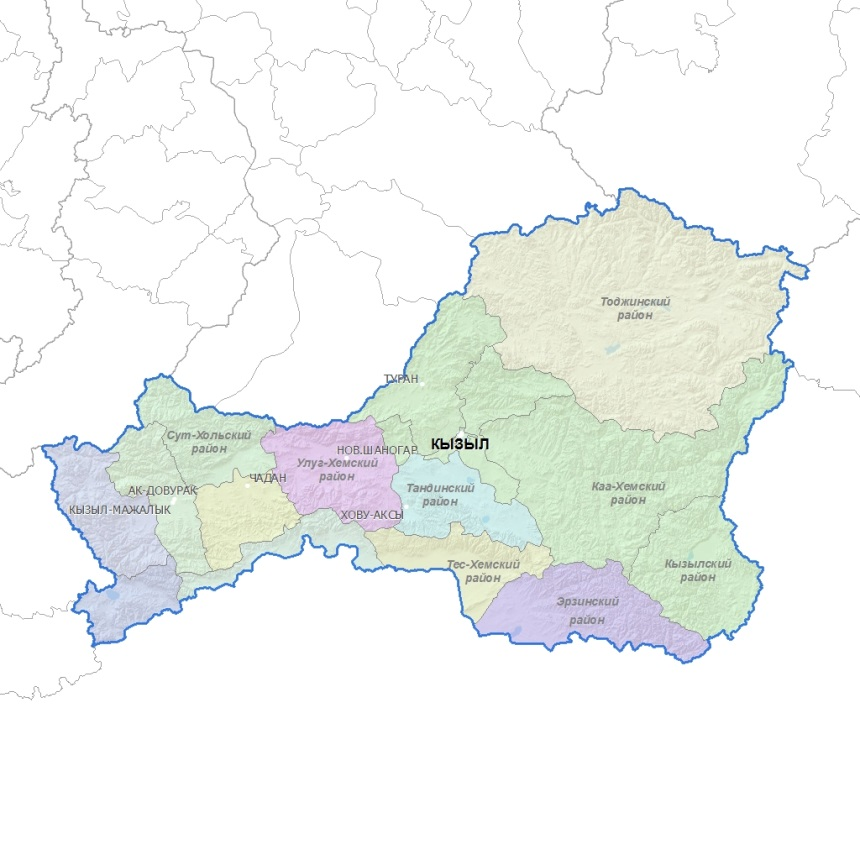 Тоджинский
район
ТУРАН
Сут-Хольский
район
КЫЗЫЛ
НОВ.ШАНОГАР
Улуг-Хемский
район
ЧАДАН
АК-ДОВУРАК
Тандинский
район
Каа-Хемский
район
КЫЗЫЛ-МАЖАЛЫК
ХОВУ-АКСЫ
Тес-Хемский
район
Кызылский
район
Эрзинский
район